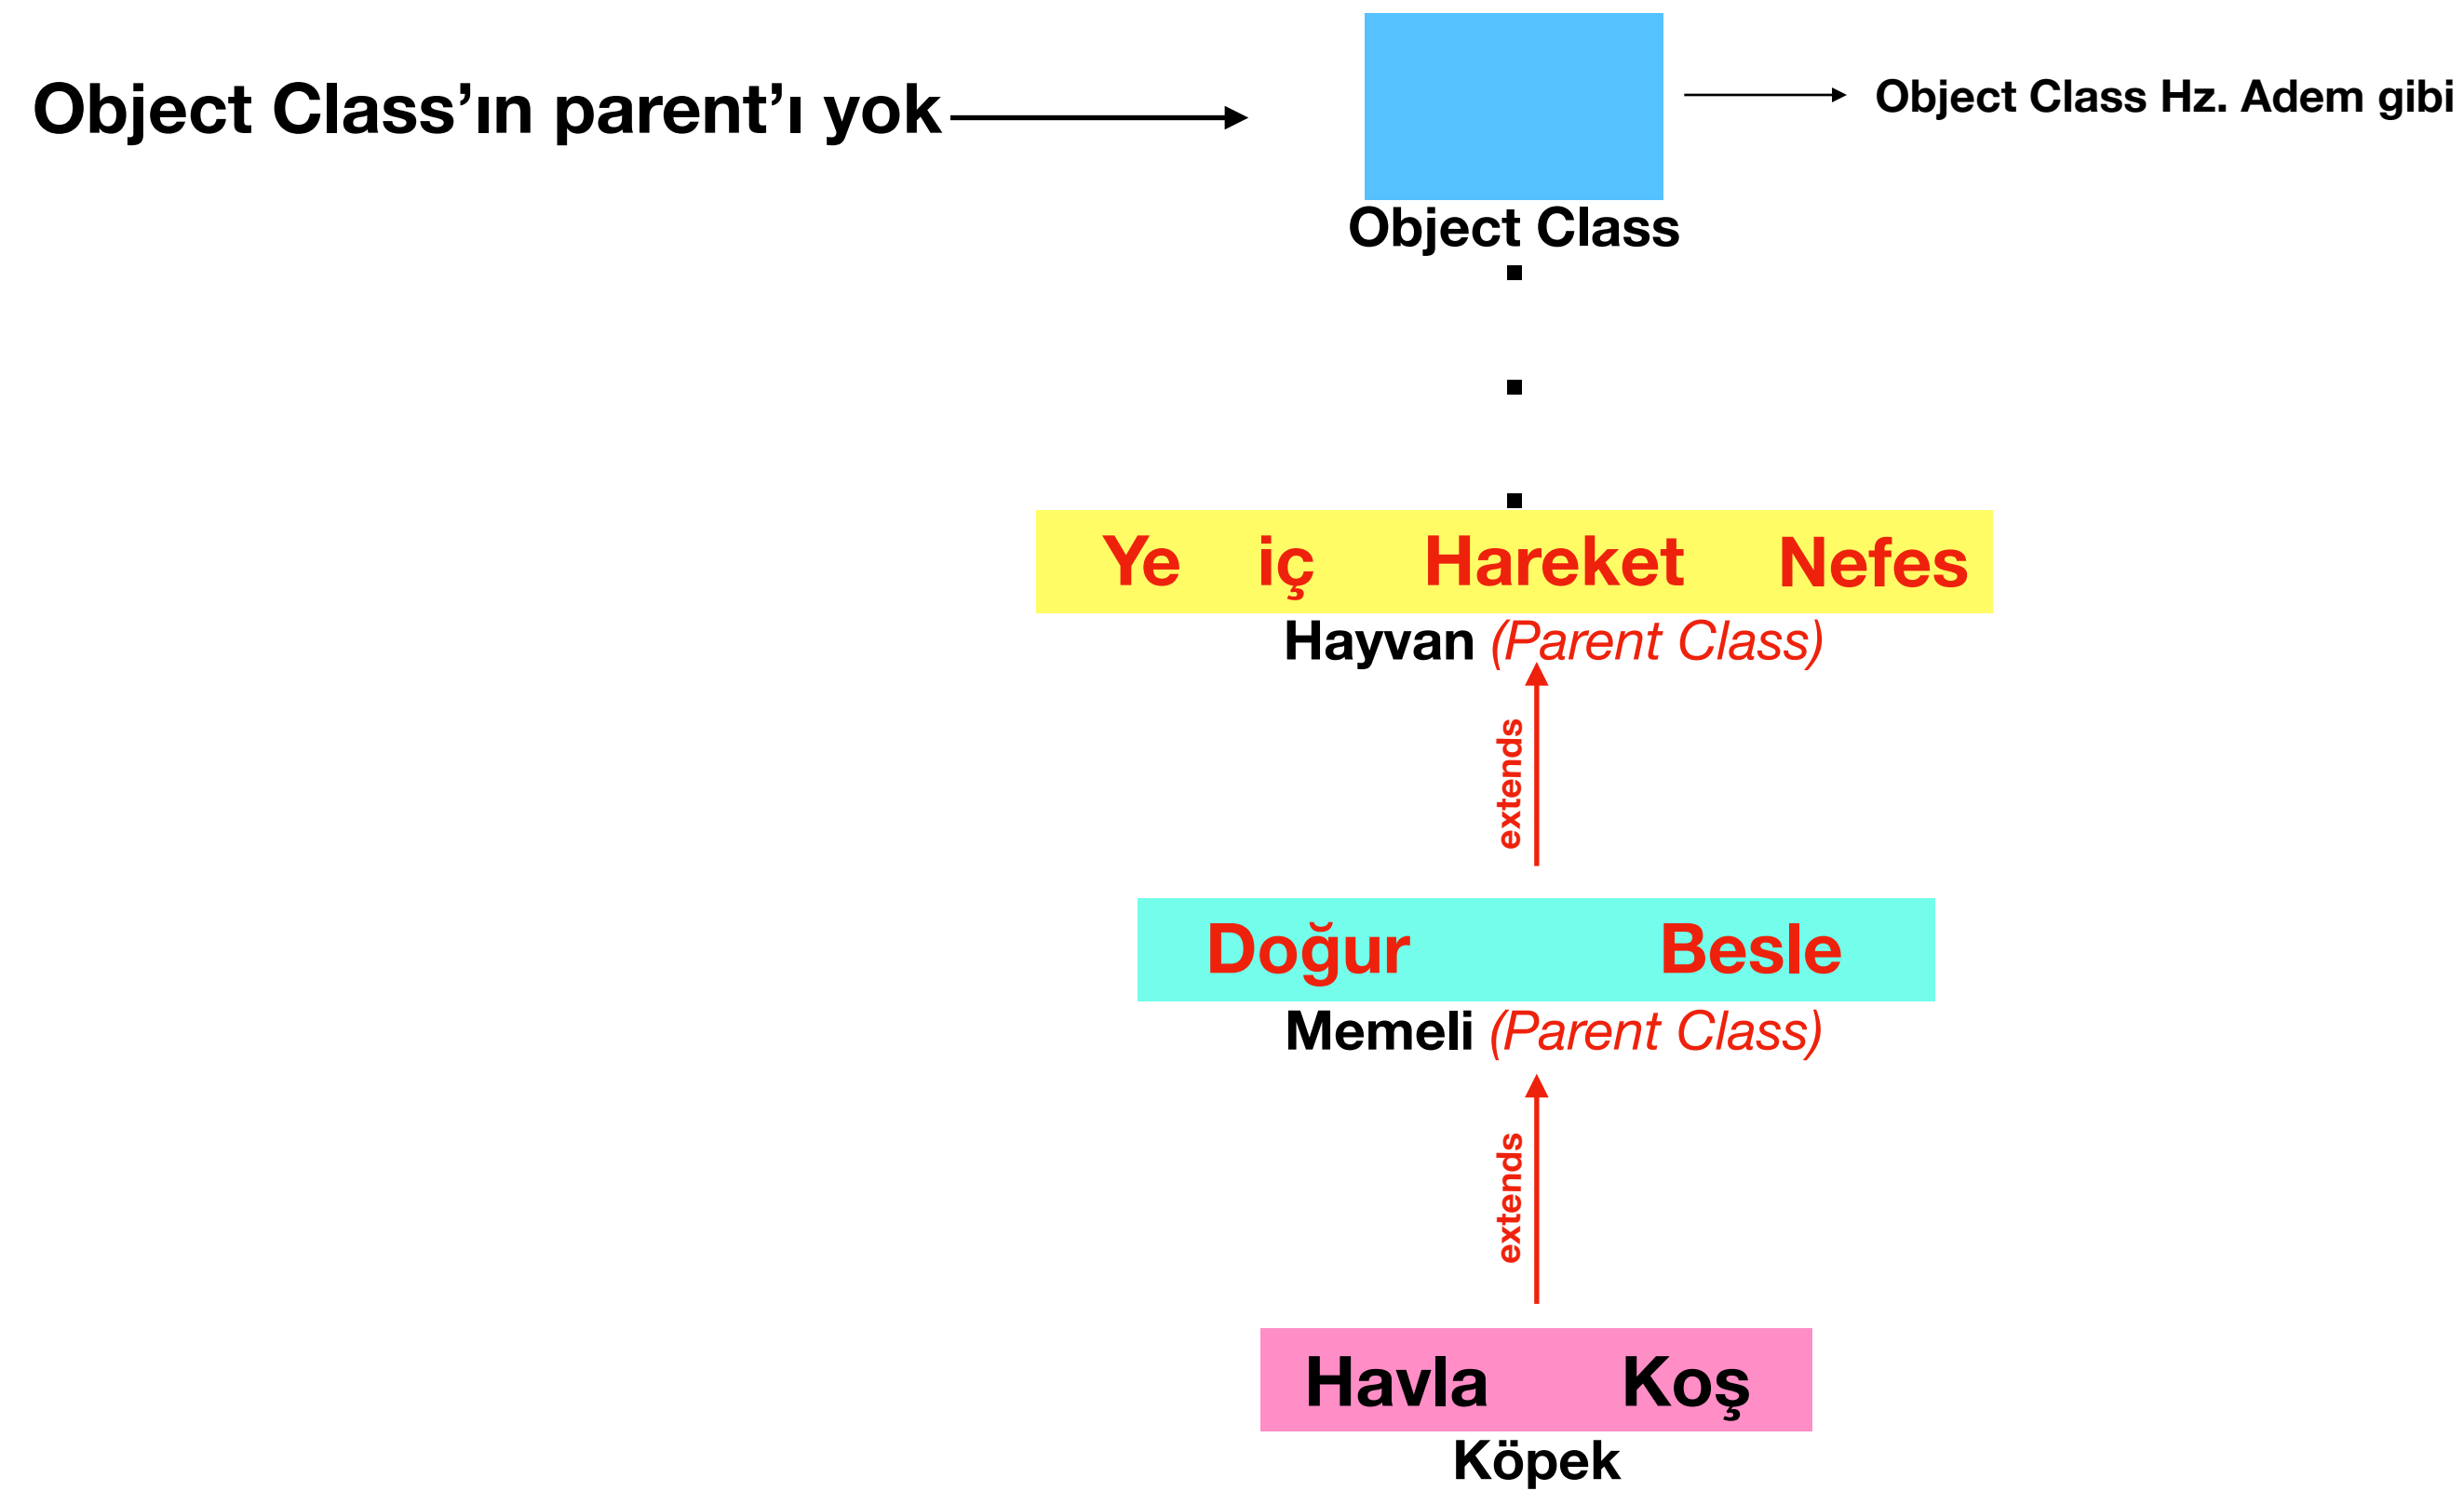 Object Class’ın parent’ı yok
Object Class Hz. Adem gibi
Object Class
Ye iç Hareket Nefes
Hayvan (Parent Class)
extends
Doğur Besle
Memeli (Parent Class)
extends
Havla Koş
Köpek